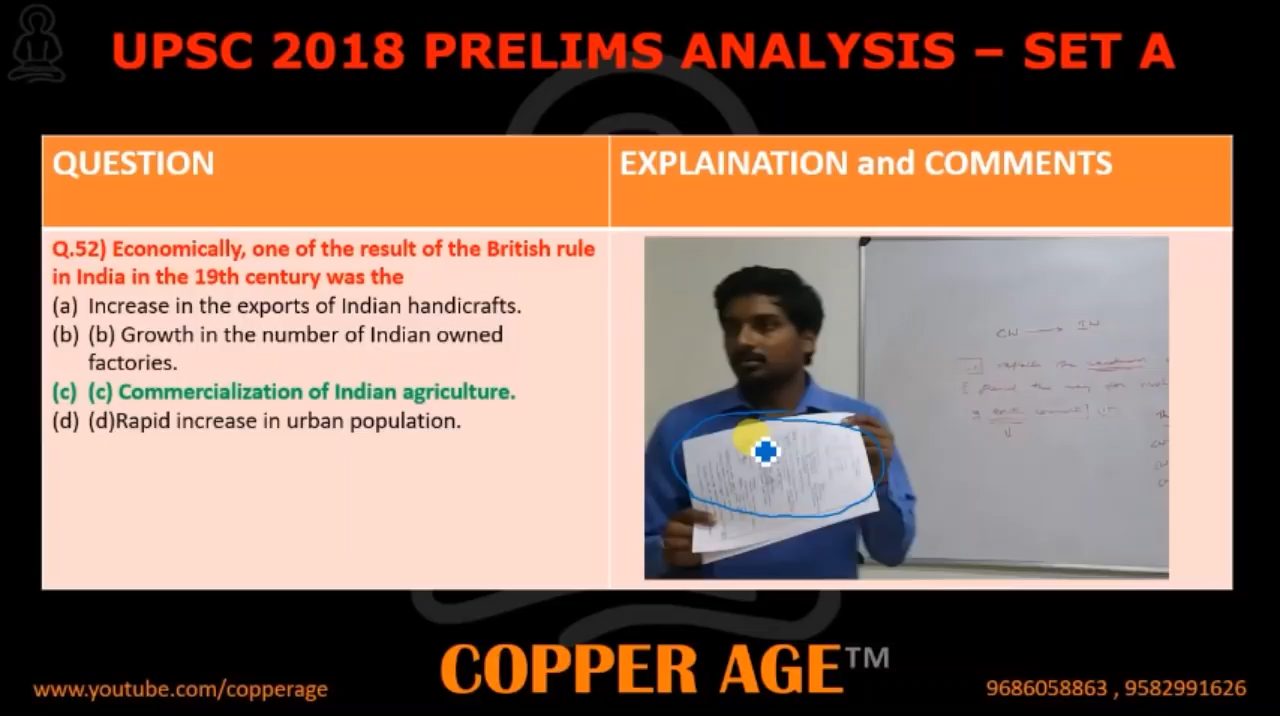 UPSC 2018 PRELIMS ANALYSIS – SET A
QUESTION
EXPLAINATION and COMMENTS
Q.52) Economically, one of the result of the British rule
in India in the 19th century was the
(a) Increase in the exports of Indian handicrafts.
(b) (b) Growth in the number of Indian owned
factories.
(c) (c) Commercialization of Indian agriculture.
(d) (d)Rapid increase in urban population.
COPPER AGE™
www.youtube.com/copperage
9686058863 , 9582991626